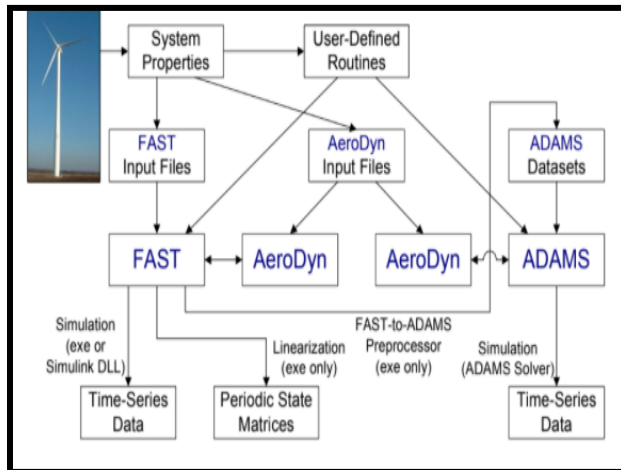 System
Properties
User-Defined
Routines
FAST
Input Files
AeroDyn
Input Files
ADAMS
Datasets
FAST
AeroDyn
AeroDyn
ADAMS
Simulation
(exe or
Simulink DLL)
Linearization
(exe only)
FAST-to-ADAMS
Preprocessor
(exe only)
Simulation
(ADAMS Solver)
Time-Series
Data
Periodic State
Matrices
Time-Series
Data